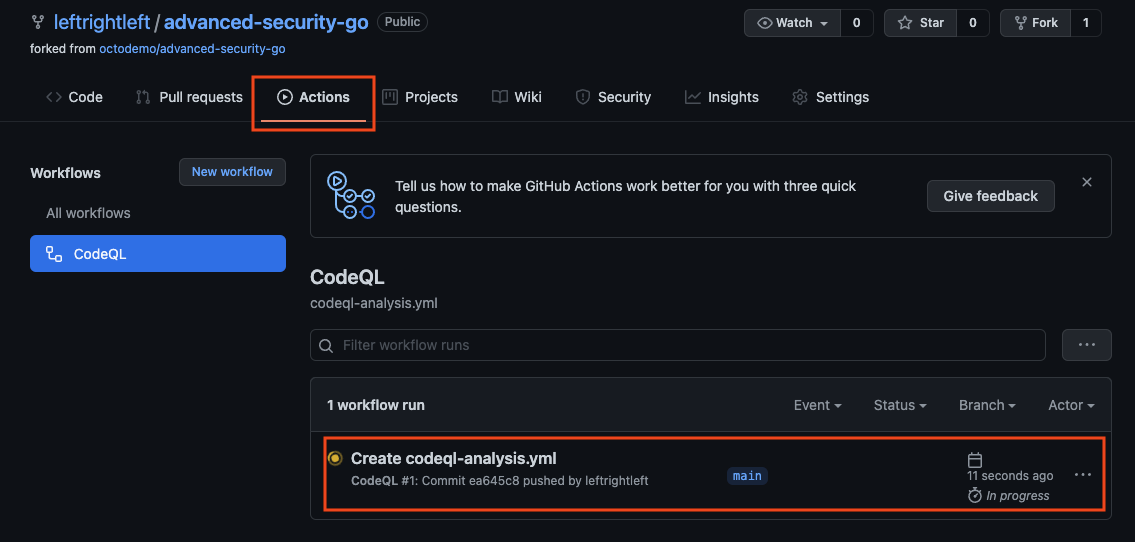 leftrightleft / advanced-security-go Public Watch 0 Star 0 Fork 1
forked from octodemo/advanced-security-go
Code Pull requests Actions Projects Wiki Security Insights Settings
Workflows New workflow
All workflows
CodeQL
Tell us how to make GitHub Actions work better for you with three quick
questions.
Give feedback
CodeQL
codeql-analysis.yml
Filter workflow runs
1 workflow run Event Status Branch Actor
Create codeql-analysis.yml
CodeQL #1: Commit ea645c8 pushed by leftrightleft
main
11 seconds ago
In progress